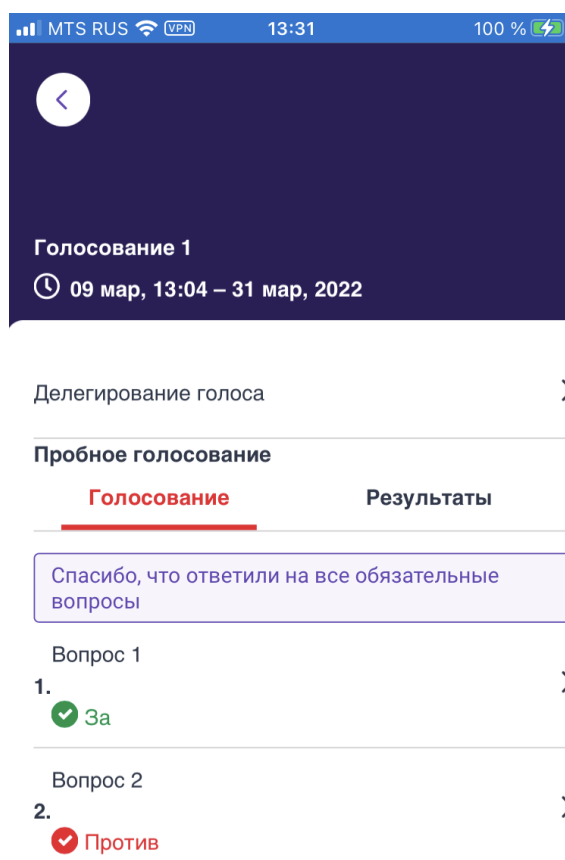 MTS RUS VPN 13:31 100 %
Голосование 1
09 мар, 13:04 – 31 мар, 2022
Делегирование голоса
Пробное голосование
Голосование Результаты
Спасибо, что ответили на все обязательные
вопросы
Вопрос 1
1.
За
Вопрос 2
2.
Против